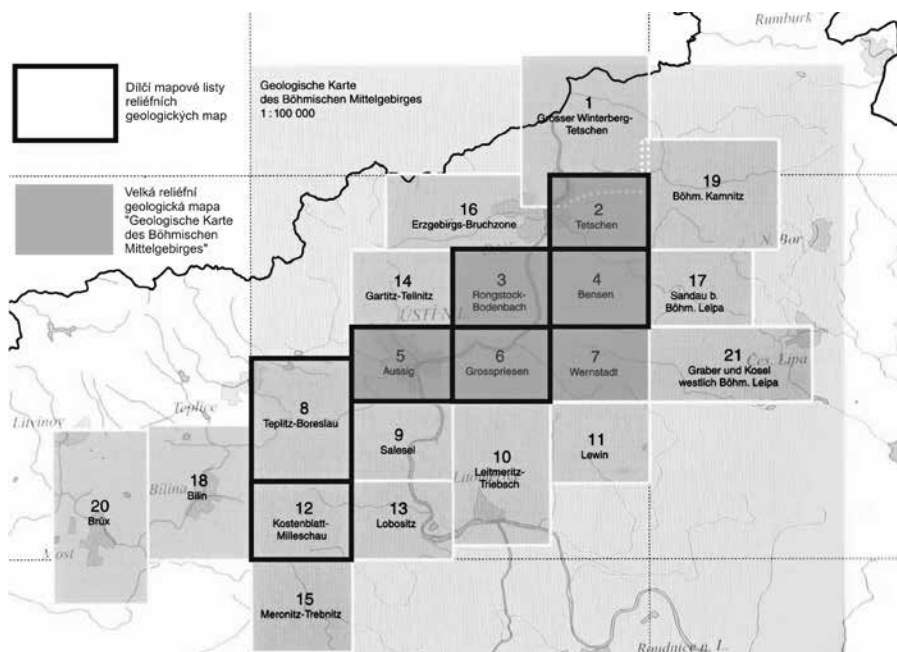 Rumburk
Dílčí mapové listy
reliéfních
geologických map
Geologische Karte
des Böhmischen Mittelgebirges
1 : 100 000
1
Grosser Winterberg-
Tetschen
Velká reliéfní
geologická mapa
"Geologische Karte
des Böhmischen
Mittelgebirges"
16
Erzgebirgs-Bruchzone
2
Tetschen
19
Böhm. Kamnitz
N. Bor
14
Gartitz-Tellnitz
3
Rongstock-
Bodenbach
4
Bensen
17
Sandau b.
Böhm. Leipa
ÚSTÍ N.L.
5
Aussig
6
Grosspriesen
7
Wernstadt
21
Graber und Kosel
westlich Böhm. Leipa
Čes. Lípa
Teplice
Litvínov
8
Teplitz-Boreslau
9
Salesel
10
Leitmeritz-
Triebsch
11
Lewin
20
Brüx
18
Bilin
Bílina
12
Kostenblatt-
Milleschau
13
Lobositz
Most
15
Meronitz-Trebnitz
Roudnice n. L.